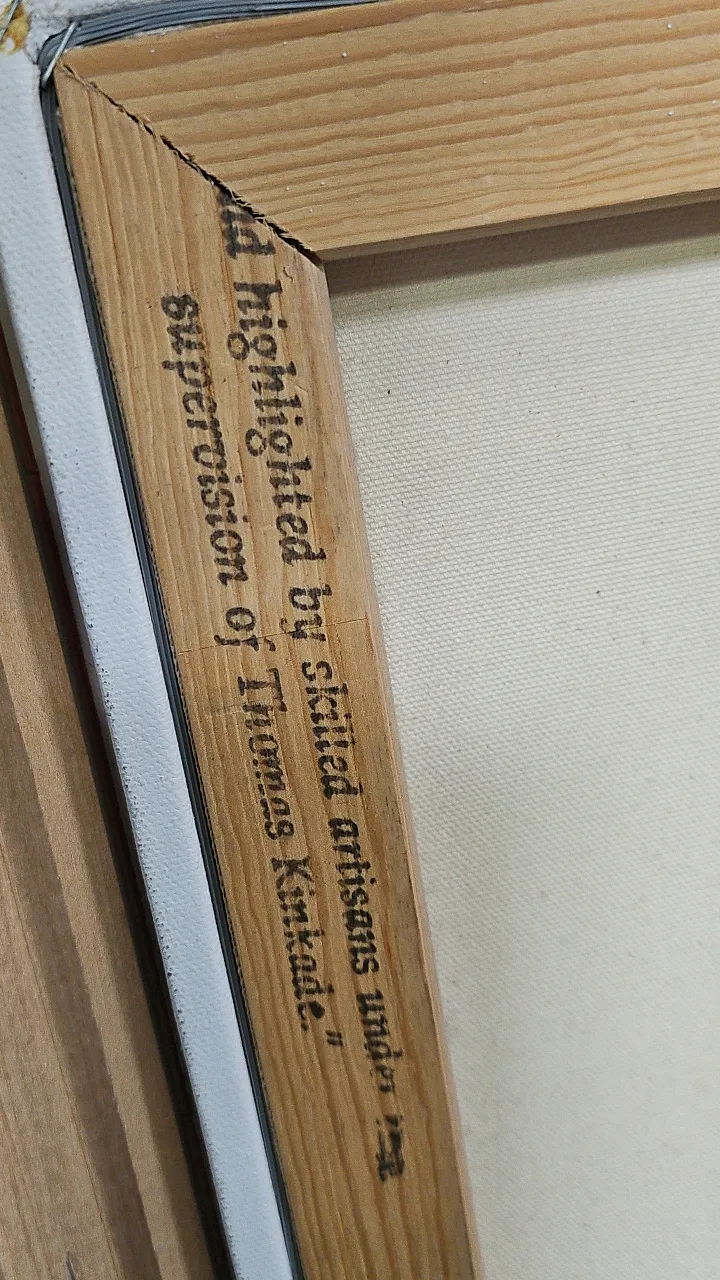 highlighted by skilled artisans under
supervision of Thomas Kinkade."